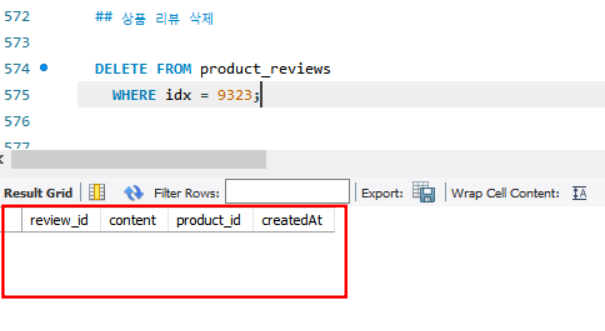 572 ## 상품 리뷰 삭제
573
574 DELETE FROM product_reviews
575 WHERE idx = 9323;
576
577
Result Grid Filter Rows: Export: Wrap Cell Content: IA
review_id content product_id createdAt